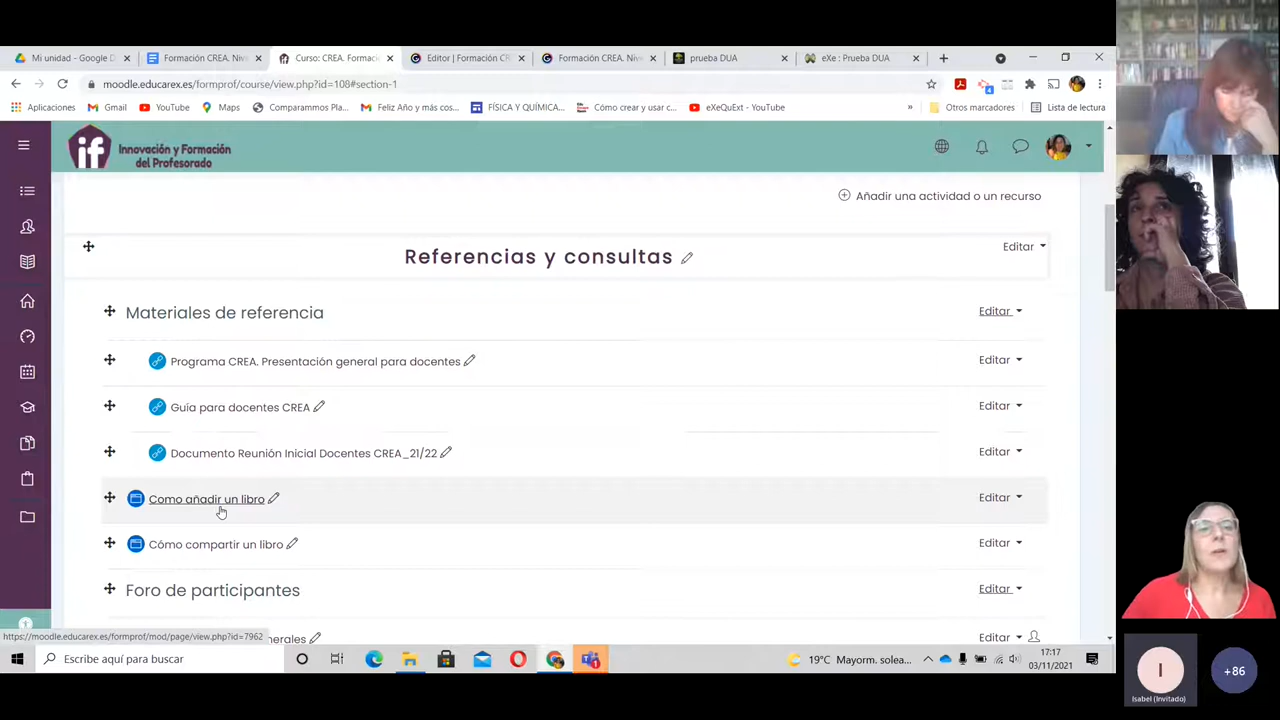 Mi unidad - Google D
Formación CREA. Nive
Curso: CREA. Formaci
Editor | Formación CR
Formación CREA. Nive
prueba DUA
eXe : Prueba DUA
moodle.educarex.es/formprof/course/view.php?id=108#section-1
Aplicaciones
Gmail
YouTube
Maps
Comparammos Plam...
Feliz Año y más cos...
FÍSICA Y QUÍMICA...
Cómo crear y usar c...
eXeQuExt - YouTube
»
Otros marcadores
Lista de lectura
if Innovación y Formación
del Profesorado
Añadir una actividad o un recurso
Referencias y consultas
Editar
Materiales de referencia
Editar
Programa CREA. Presentación general para docentes
Editar
Guía para docentes CREA
Editar
Documento Reunión Inicial Docentes CREA_21/22
Editar
Como añadir un libro
Editar
Cómo compartir un libro
Editar
Foro de participantes
Editar
https://moodle.educarex.es/formprof/mod/page/view.php?id=7962
nerales
Editar
Escribe aquí para buscar
19°C Mayorm. solea...
17:17
03/11/2021
I
Isabel (Invitado)
+86